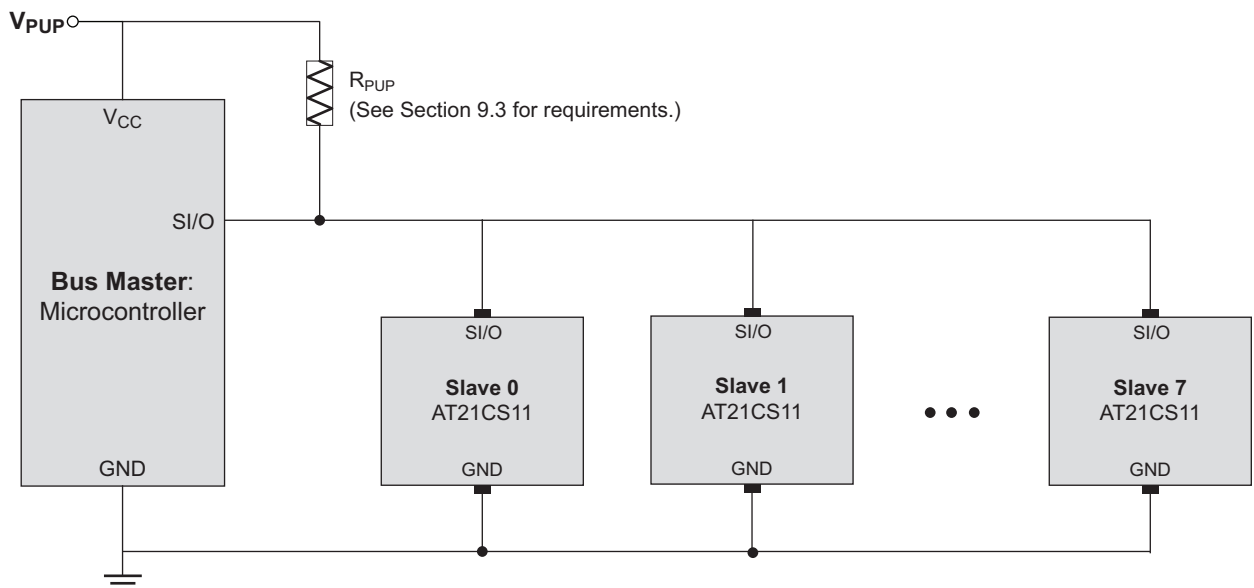 VPUP
RPUP
(See Section 9.3 for requirements.)
VCC
SI/O
Bus Master:
Microcontroller
GND
SI/O
Slave 0
AT21CS11
GND
SI/O
Slave 1
AT21CS11
GND
SI/O
Slave 7
AT21CS11
GND